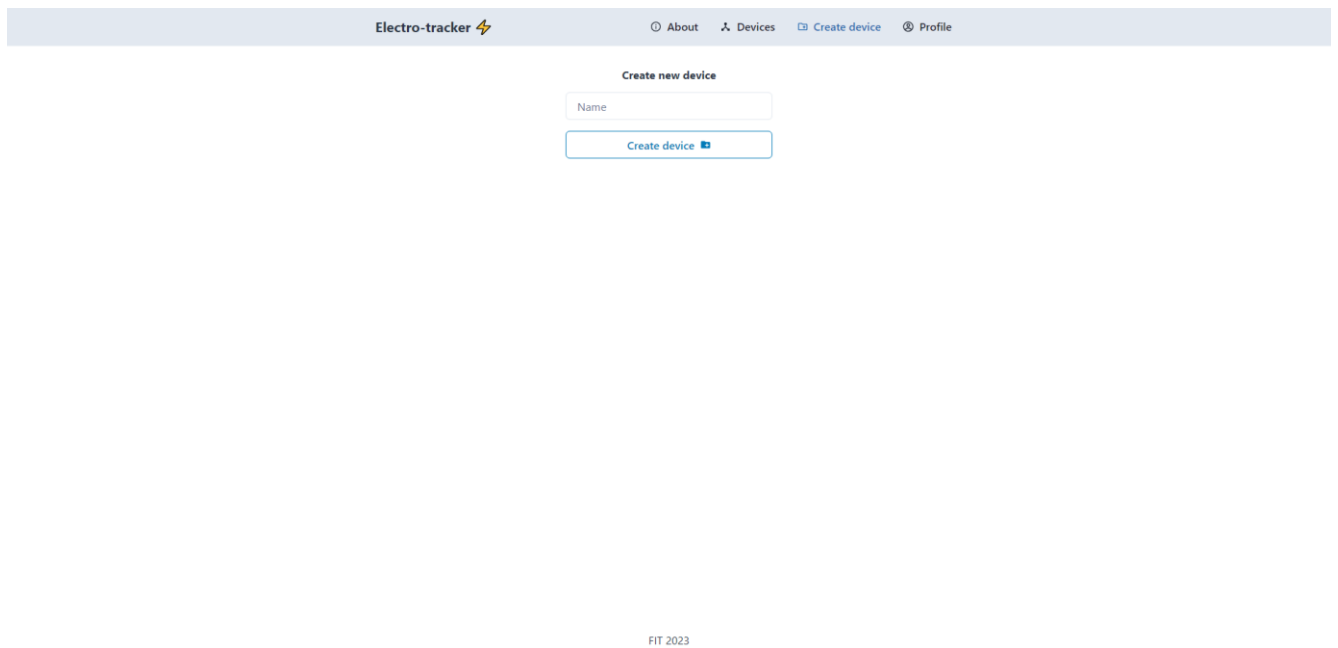 Electro-tracker⚡ About Devices Create device Profile
Create new device
Name
Create device
FIT 2023